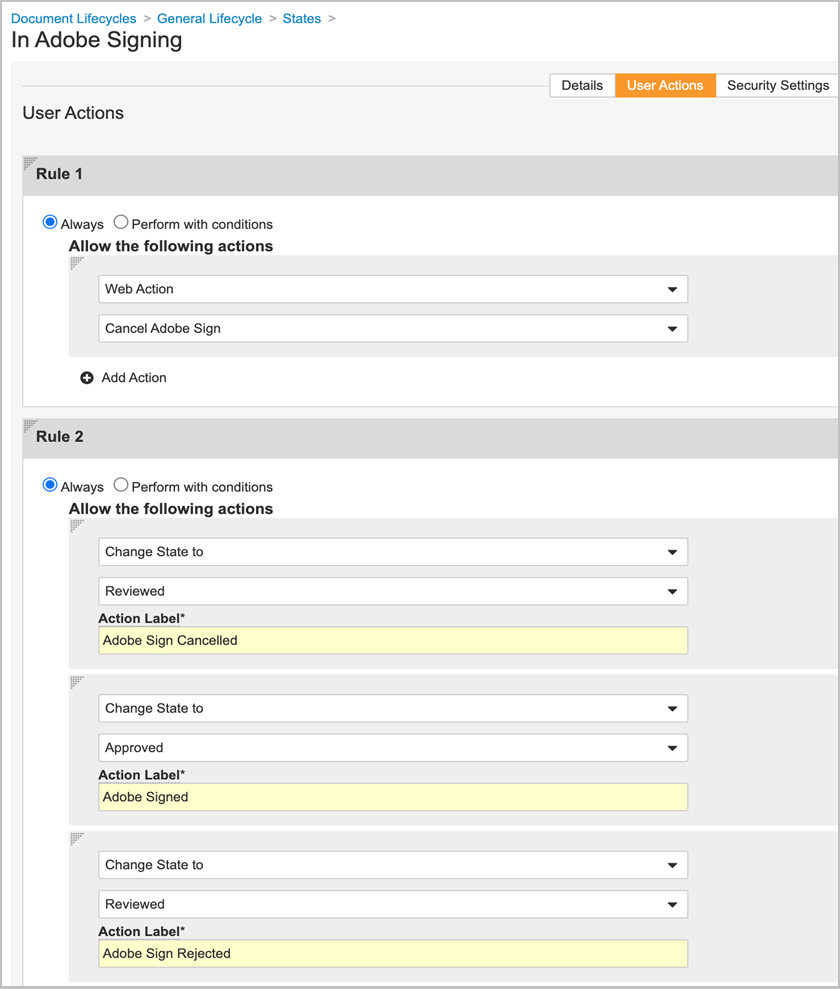 Document Lifecycles > General Lifecycle > States >
In Adobe Signing
Details User Actions Security Settings
User Actions
Rule 1
Always Perform with conditions
Allow the following actions
Web Action
Cancel Adobe Sign
Add Action
Rule 2
Always Perform with conditions
Allow the following actions
Change State to
Reviewed
Action Label*
Adobe Sign Cancelled
Change State to
Approved
Action Label*
Adobe Signed
Change State to
Reviewed
Action Label*
Adobe Sign Rejected